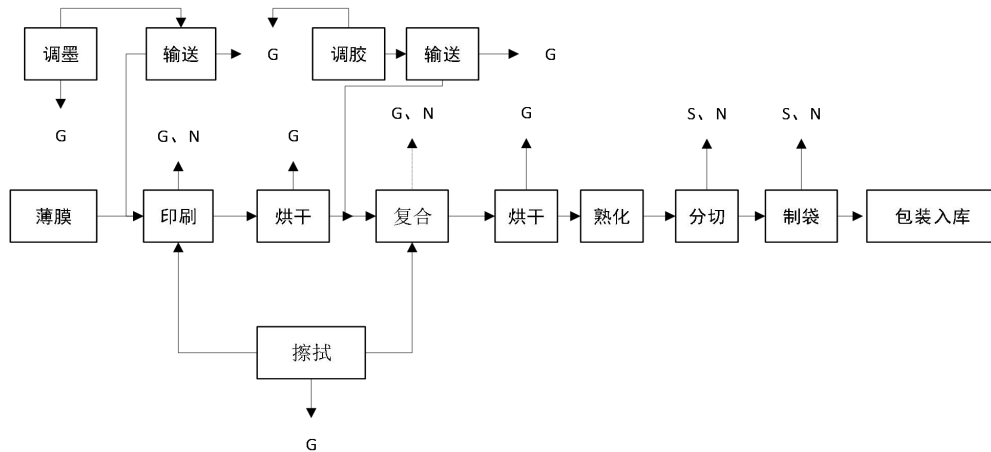 调墨
输送
G
调胶
输送
G
G
G、N
G
G、N
G
S、N
S、N
薄膜
印刷
烘干
复合
烘干
熟化
分切
制袋
包装入库
擦拭
G